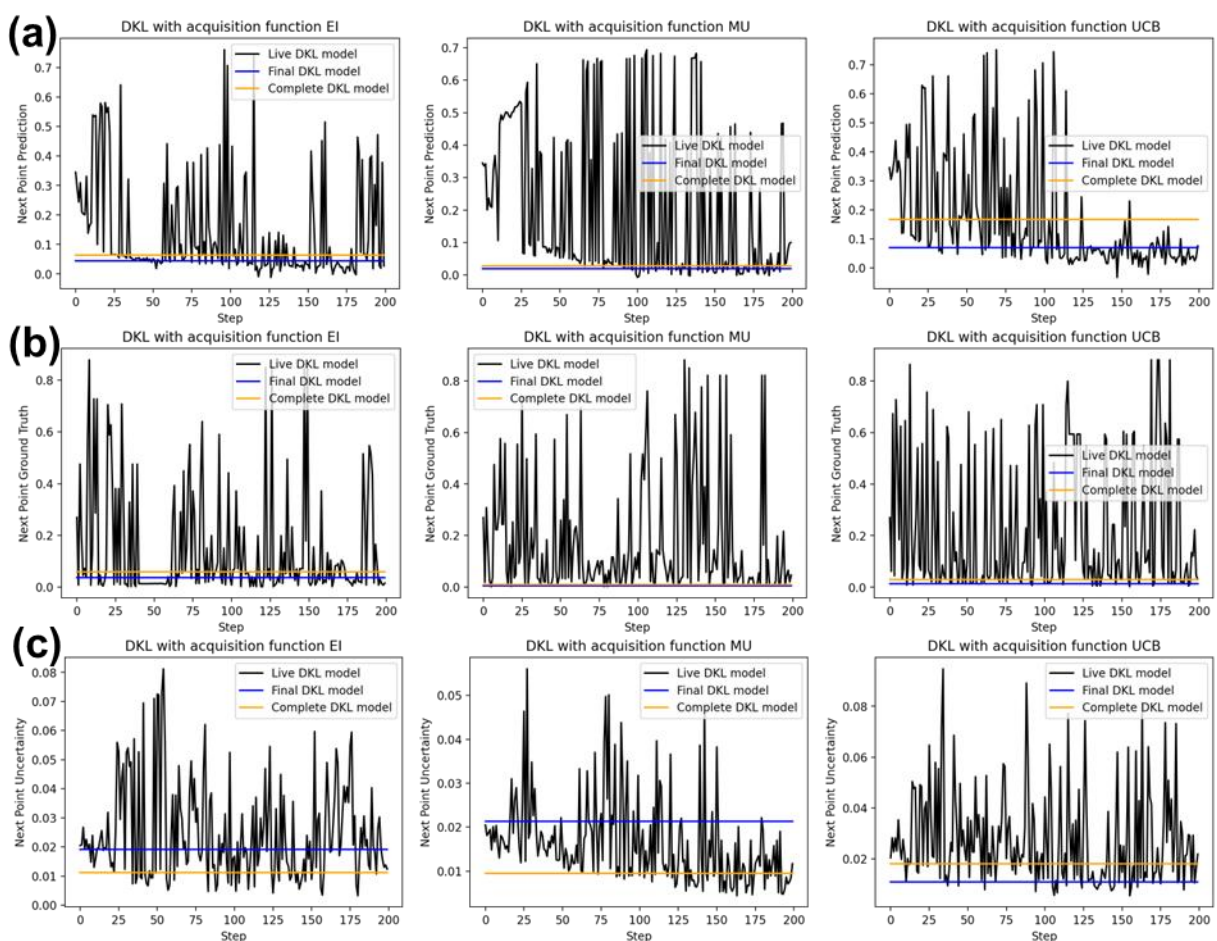 (a)
DKL with acquisition function EI
Next Point Prediction
0.7
0.6
0.5
0.4
0.3
0.2
0.1
0.0
Live DKL model
Final DKL model
Complete DKL model
0 25 50 75 100 125 150 175 200
Step
DKL with acquisition function MU
Next Point Prediction
0.7
0.6
0.5
0.4
0.3
0.2
0.1
0.0
Live DKL model
Final DKL model
Complete DKL model
0 25 50 75 100 125 150 175 200
Step
DKL with acquisition function UCB
Next Point Prediction
0.7
0.6
0.5
0.4
0.3
0.2
0.1
0.0
Live DKL model
Final DKL model
Complete DKL model
0 25 50 75 100 125 150 175 200
Step
(b)
DKL with acquisition function EI
Next Point Ground Truth
0.8
0.6
0.4
0.2
0.0
Live DKL model
Final DKL model
Complete DKL model
0 25 50 75 100 125 150 175 200
Step
DKL with acquisition function MU
Next Point Ground Truth
0.8
0.6
0.4
0.2
0.0
Live DKL model
Final DKL model
Complete DKL model
0 25 50 75 100 125 150 175 200
Step
DKL with acquisition function UCB
Next Point Ground Truth
0.8
0.6
0.4
0.2
0.0
Live DKL model
Final DKL model
Complete DKL model
0 25 50 75 100 125 150 175 200
Step
(c)
DKL with acquisition function EI
Next Point Uncertainty
0.08
0.07
0.06
0.05
0.04
0.03
0.02
0.01
0.00
Live DKL model
Final DKL model
Complete DKL model
0 25 50 75 100 125 150 175 200
Step
DKL with acquisition function MU
Next Point Uncertainty
0.05
0.04
0.03
0.02
0.01
Live DKL model
Final DKL model
Complete DKL model
0 25 50 75 100 125 150 175 200
Step
DKL with acquisition function UCB
Next Point Uncertainty
0.08
0.06
0.04
0.02
Live DKL model
Final DKL model
Complete DKL model
0 25 50 75 100 125 150 175 200
Step